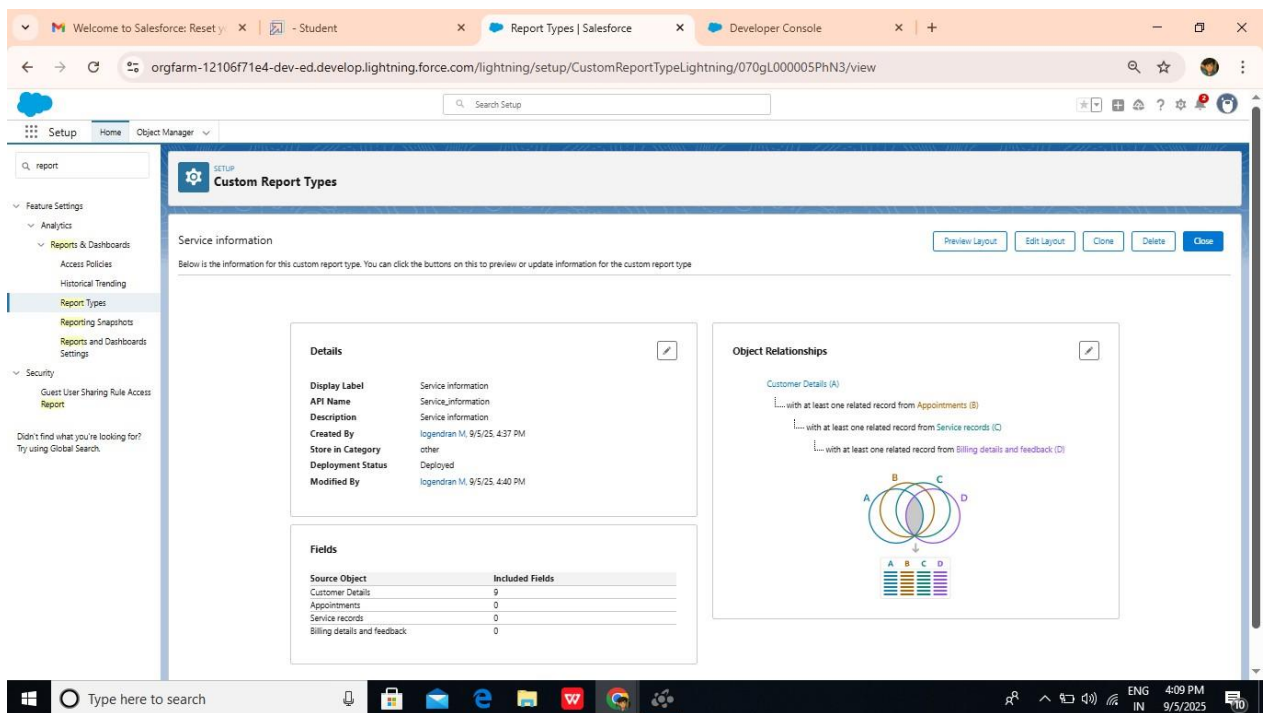 Welcome to Salesforce: Reset y
- Student
Report Types | Salesforce
Developer Console
orgfarm-12106f71e4-dev-ed.develop.lightning.force.com/lightning/setup/CustomReportTypeLightning/070gL000005PhN3/view
Search Setup
2
Setup
Home
Object Manager
report
SETUP
Custom Report Types
Feature Settings
Analytics
Reports & Dashboards
Access Policies
Historical Trending
Report Types
Reporting Snapshots
Reports and Dashboards
Settings
Security
Guest User Sharing Rule Access
Report
Didn't find what you're looking for?
Try using Global Search.
Service information
Preview Layout
Edit Layout
Clone
Delete
Close
Below is the information for this custom report type. You can click the buttons on this to preview or update information for the custom report type
Details
Display Label Service information
API Name Service_information
Description Service information
Created By logendran M, 9/5/25, 4:37 PM
Store in Category other
Deployment Status Deployed
Modified By logendran M, 9/5/25, 4:40 PM
Fields
Source Object Included Fields
Customer Details 9
Appointments 0
Service records 0
Billing details and feedback 0
Object Relationships
Customer Details (A)
with at least one related record from Appointments (B)
with at least one related record from Service records (C)
with at least one related record from Billing details and feedback (D)
B C
A D
A B C D
Type here to search
W
ENG
IN
4:09 PM
9/5/2025
10